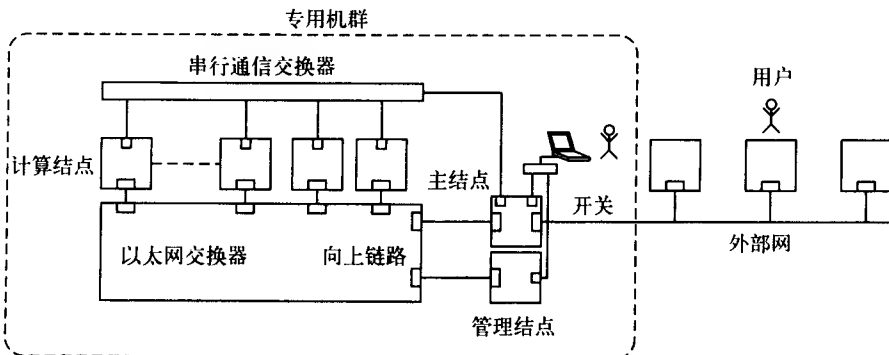 专用机群
串行通信交换器
用户
计算结点
主结点
开关
以太网交换器
向上链路
外部网
管理结点